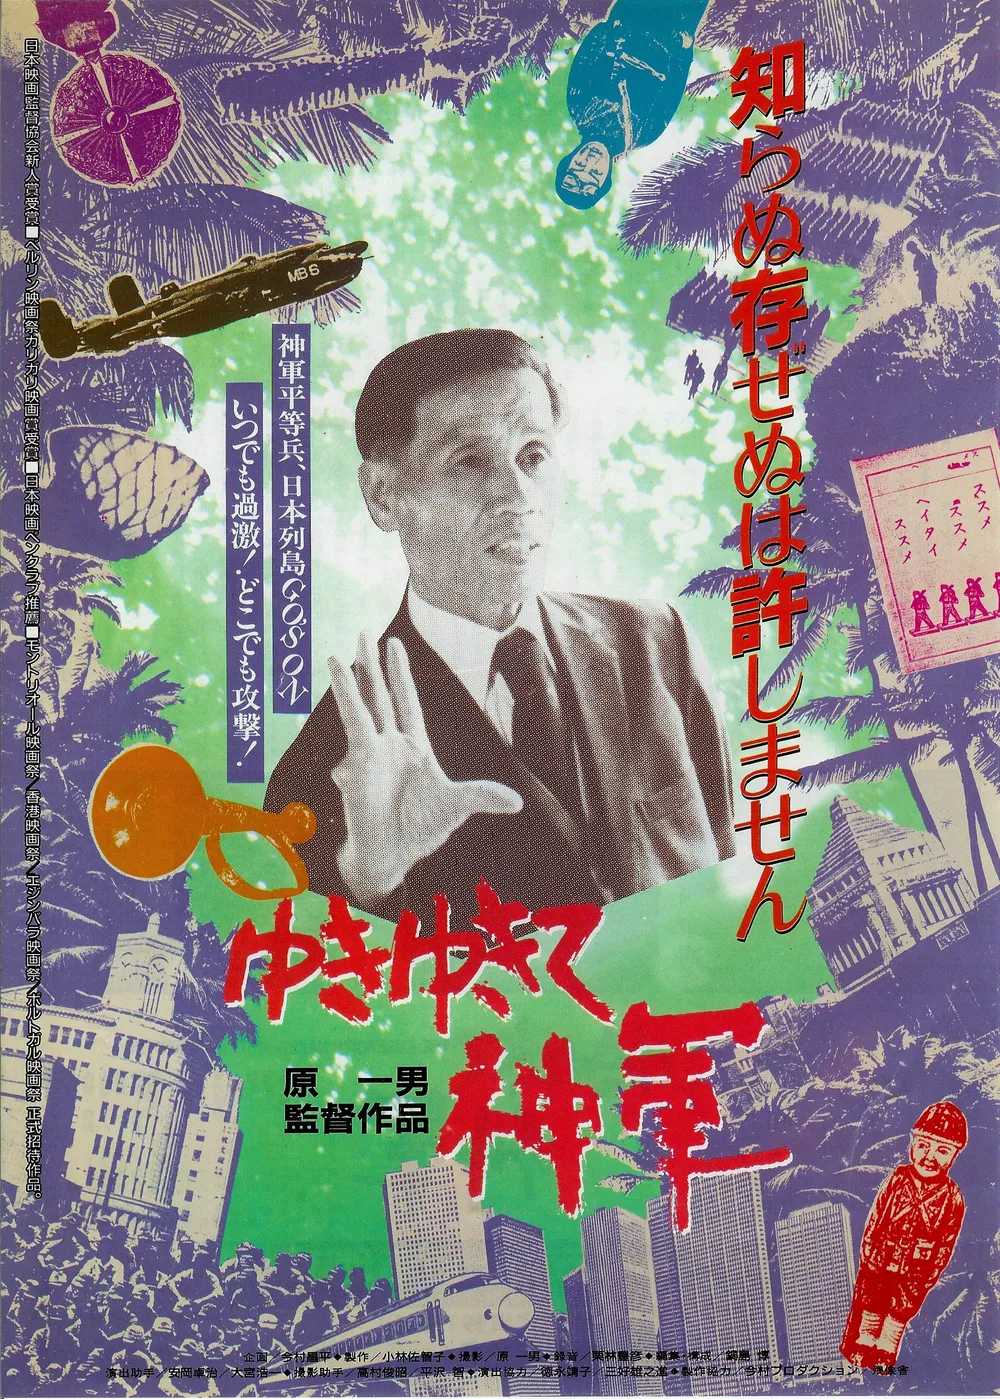 知らぬ存ぜぬは許しません
神軍平等兵、日本列島GO'S ON
いつでも過激!どこでも攻撃!
MB6
ススメ
ススメ
ヘイタイ
ススメ
ゆきゆきて
神軍
原 一男
監督作品
日本映画監督協会新人賞受賞■ベルリン映画祭カリガリ映画賞受賞■日本映画ペンクラブ推薦■モントリオール映画祭/香港映画祭/エジンバラ映画祭/ポルトガル映画祭 正式招待作品。
企画/今村昌平◆製作/小林佐智子◆撮影/原 一男◆録音/栗林豊彦◆編集・構成/鍋島 惇
演出助手/安岡卓治/大宮浩一◆撮影助手/高村俊昭/平沢 智◆演出協力/徳永靖子/三好雄之進◆製作協力/今村プロダクション/残像舎